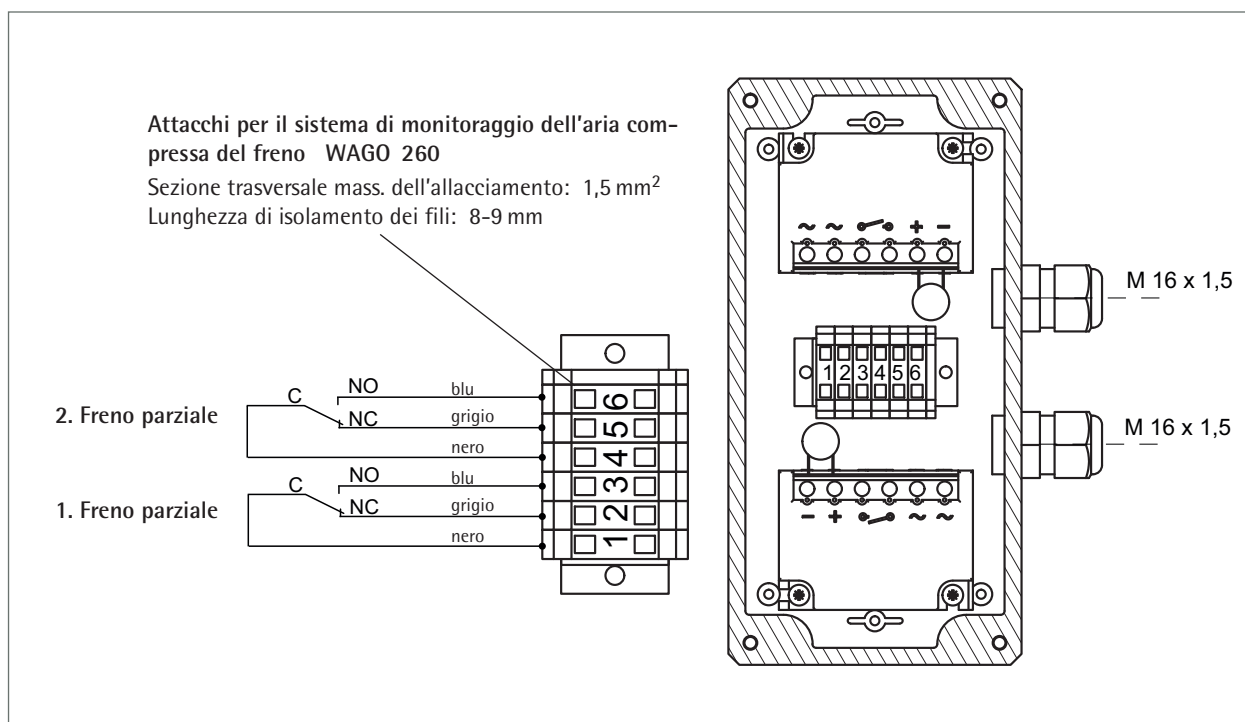 Attacchi per il sistema di monitoraggio dell'aria com-
pressa del freno WAGO 260
Sezione trasversale mass. dell'allacciamento: 1,5 mm²
Lunghezza di isolamento dei fili: 8-9 mm
2. Freno parziale
C
NO
NC
blu
grigio
nero
1. Freno parziale
C
NO
NC
blu
grigio
nero
6
5
4
3
2
1
~ ~ + −
1 2 3 4 5 6
− + ~ ~
M 16 x 1,5
M 16 x 1,5